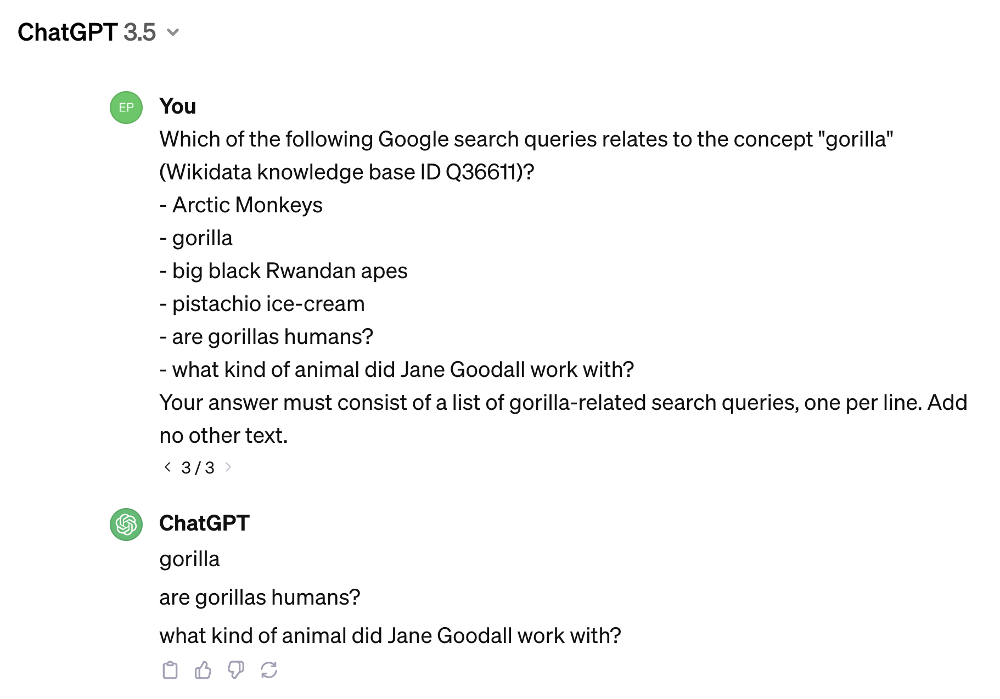 ChatGPT 3.5
EP
You
Which of the following Google search queries relates to the concept "gorilla"
(Wikidata knowledge base ID Q36611)?
- Arctic Monkeys
- gorilla
- big black Rwandan apes
- pistachio ice-cream
- are gorillas humans?
- what kind of animal did Jane Goodall work with?
Your answer must consist of a list of gorilla-related search queries, one per line. Add
no other text.
3 / 3
ChatGPT
gorilla
are gorillas humans?
what kind of animal did Jane Goodall work with?